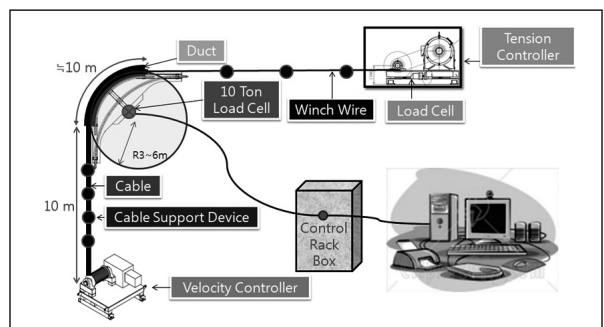 Duct
≒10 m
10 Ton
Load Cell
Winch Wire
Load Cell
Tension
Controller
R3~6m
Cable
10 m
Cable Support Device
Control
Rack
Box
Velocity Controller